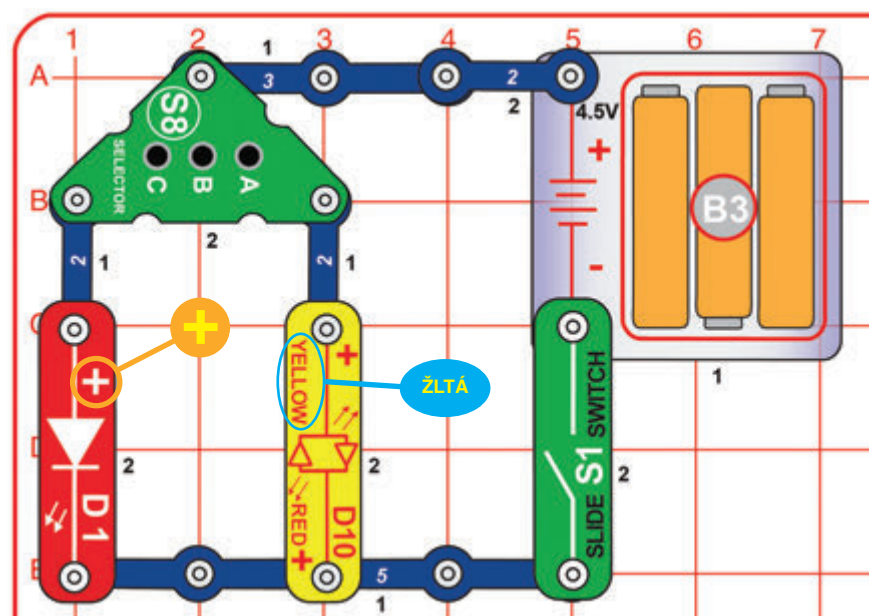 1 2 3 4 5 6 7
A
1
3
2
2
4.5V
S8
SELECTOR
C B A
+
B
B3
2
2
1
2
1
-
C
+
+
+
YELLOW
ŽLTÁ
SWITCH
1
D
2
2
S1
2
D1
RED+
D10
SLIDE
E
5
1